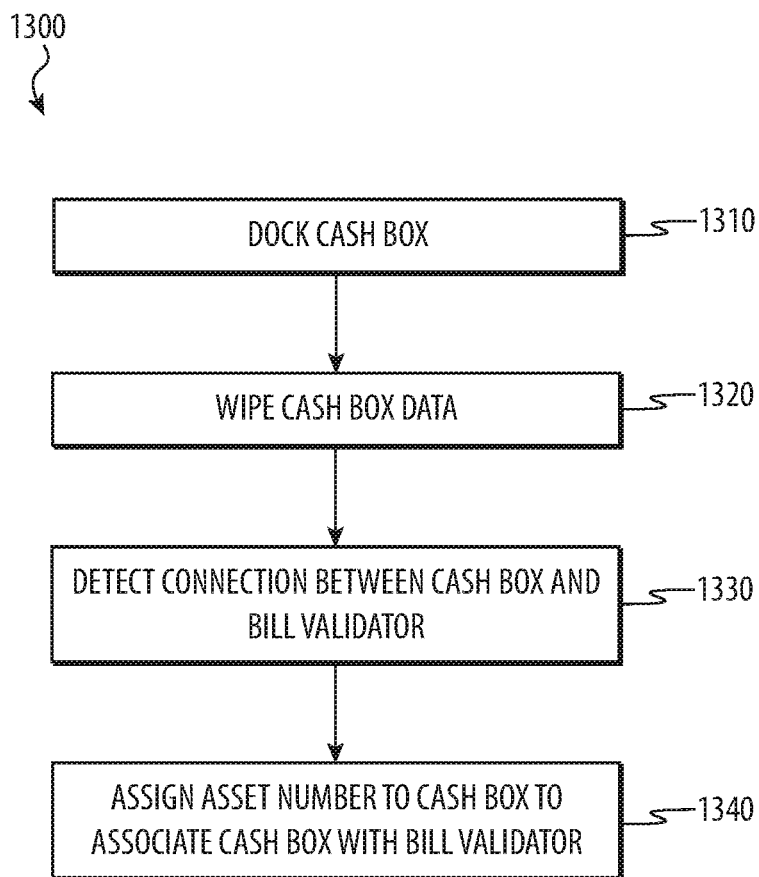 1300
DOCK CASH BOX
1310
WIPE CASH BOX DATA
1320
DETECT CONNECTION BETWEEN CASH BOX AND
BILL VALIDATOR
1330
ASSIGN ASSET NUMBER TO CASH BOX TO
ASSOCIATE CASH BOX WITH BILL VALIDATOR
1340